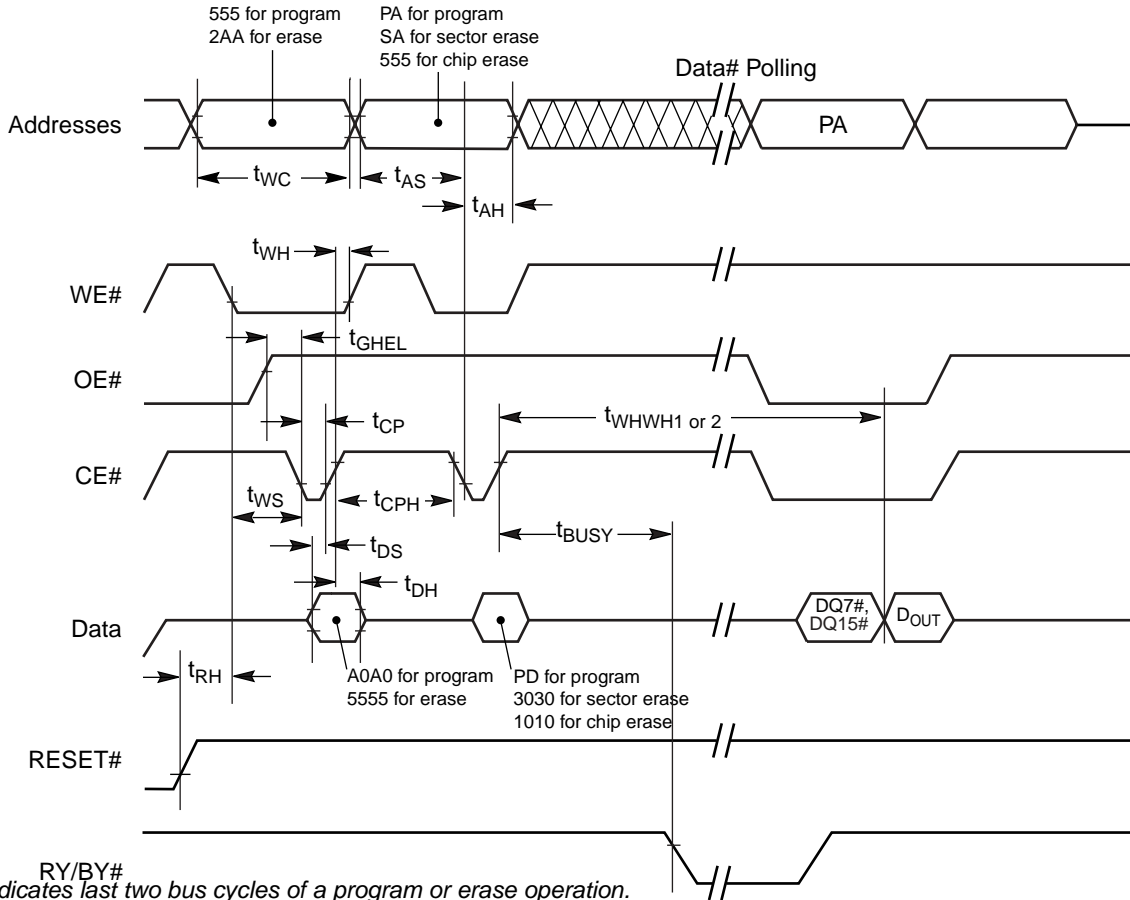 555 for program
2AA for erase
PA for program
SA for sector erase
555 for chip erase
Data# Polling
Addresses
PA
tWC
tAS
tAH
tWH
WE#
tGHEL
OE#
tWHWH1 or 2
tCP
CE#
tWS
tCPH
tBUSY
tDS
tDH
Data
DQ7#,
DQ15#
DOUT
tRH
A0A0 for program
5555 for erase
PD for program
3030 for sector erase
1010 for chip erase
RESET#
RY/BY#
dicates last two bus cycles of a program or erase operation.